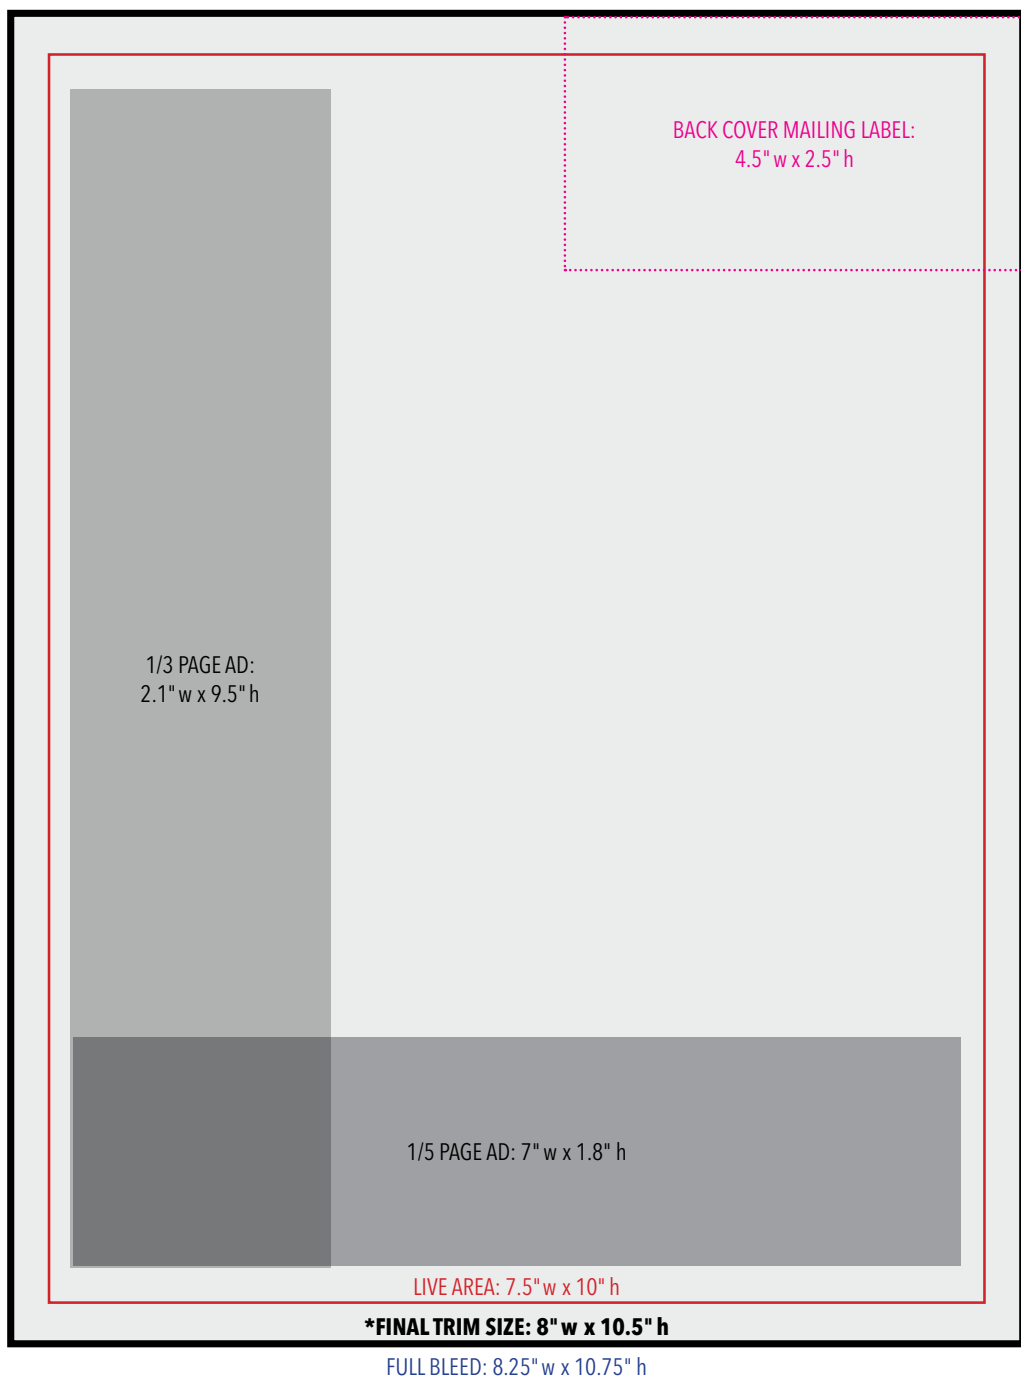 BACK COVER MAILING LABEL:
4.5" w x 2.5" h
1/3 PAGE AD:
2.1" w x 9.5" h
1/5 PAGE AD: 7" w x 1.8" h
LIVE AREA: 7.5" w x 10" h
*FINAL TRIM SIZE: 8" w x 10.5" h
FULL BLEED: 8.25" w x 10.75" h